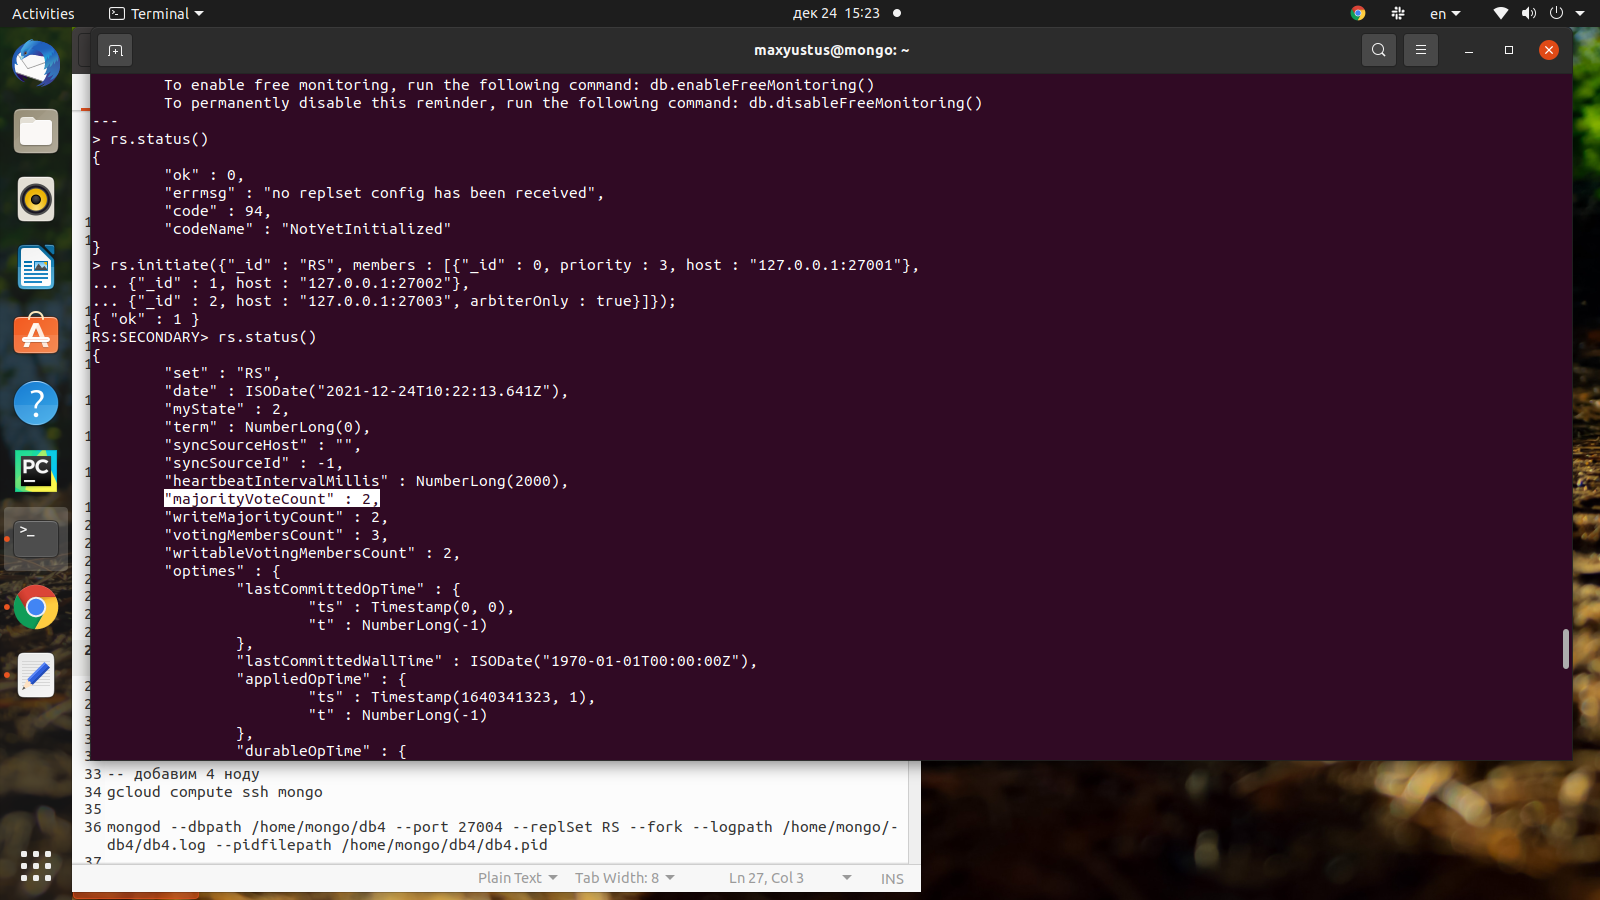 Activities
Terminal
дек 24 15:23
en
maxyustus@mongo: ~
To enable free monitoring, run the following command: db.enableFreeMonitoring()
To permanently disable this reminder, run the following command: db.disableFreeMonitoring()
---
> rs.status()
{
"ok" : 0,
"errmsg" : "no replset config has been received",
"code" : 94,
"codeName" : "NotYetInitialized"
}
> rs.initiate({"_id" : "RS", members : [{"_id" : 0, priority : 3, host : "127.0.0.1:27001"},
... {"_id" : 1, host : "127.0.0.1:27002"},
... {"_id" : 2, host : "127.0.0.1:27003", arbiterOnly : true}]});
{ "ok" : 1 }
RS:SECONDARY> rs.status()
{
"set" : "RS",
"date" : ISODate("2021-12-24T10:22:13.641Z"),
"myState" : 2,
"term" : NumberLong(0),
"syncSourceHost" : "",
"syncSourceId" : -1,
"heartbeatIntervalMillis" : NumberLong(2000),
"majorityVoteCount" : 2,
"writeMajorityCount" : 2,
"votingMembersCount" : 3,
"writableVotingMembersCount" : 2,
"optimes" : {
"lastCommittedOpTime" : {
"ts" : Timestamp(0, 0),
"t" : NumberLong(-1)
},
"lastCommittedWallTime" : ISODate("1970-01-01T00:00:00Z"),
"appliedOpTime" : {
"ts" : Timestamp(1640341323, 1),
"t" : NumberLong(-1)
},
"durableOpTime" : {
33 -- добавим 4 ноду
34 gcloud compute ssh mongo
35
36 mongod --dbpath /home/mongo/db4 --port 27004 --replSet RS --fork --logpath /home/mongo/-
db4/db4.log --pidfilepath /home/mongo/db4/db4.pid
37
Plain Text
Tab Width: 8
Ln 27, Col 3
INS
PC